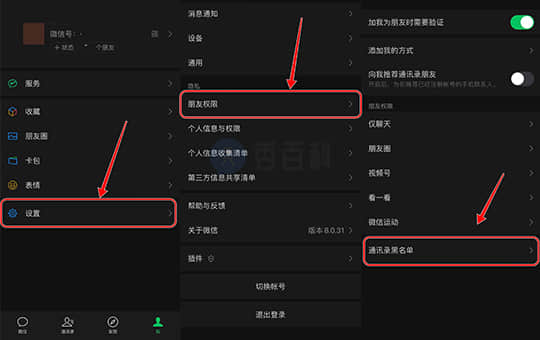 微信号：
+ 状态
个朋友
服务
收藏
朋友圈
卡包
表情
设置
微信
通讯录
发现
我
消息通知
设备
通用
隐私
朋友权限
个人信息与权限
个人信息收集清单
第三方信息共享清单
帮助与反馈
关于微信 版本 8.0.31
插件
切换帐号
退出登录
秀百科
加我为朋友时需要验证
添加我的方式
向我推荐通讯录朋友
开启后，为你推荐已经注册微信的手机联系人。
朋友权限
仅聊天
朋友圈
视频号
看一看
微信运动
通讯录黑名单